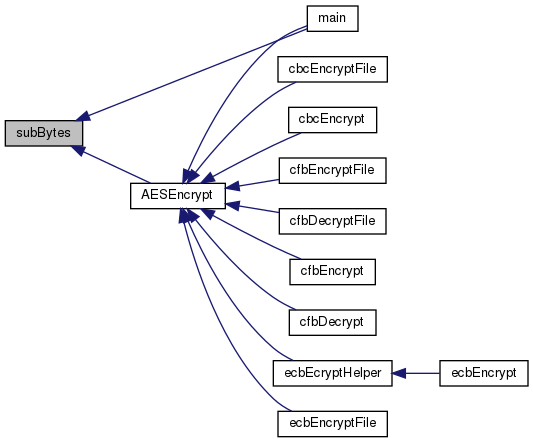 main
cbcEncryptFile
cbcEncrypt
subBytes
cfbEncryptFile
AESEncrypt
cfbDecryptFile
cfbEncrypt
cfbDecrypt
ecbEcryptHelper
ecbEncrypt
ecbEncryptFile